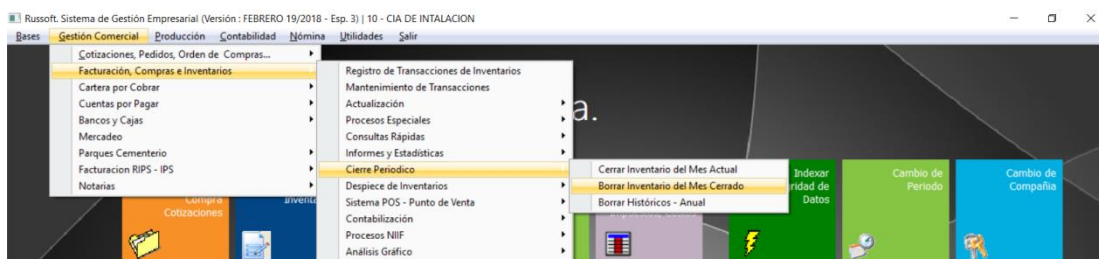 Russoft. Sistema de Gestión Empresarial (Versión : FEBRERO 19/2018 - Esp. 3) | 10 - CIA DE INTALACION
Bases Gestión Comercial Producción Contabilidad Nómina Utilidades Salir
Cotizaciones, Pedidos, Orden de Compras...
Facturación, Compras e Inventarios
Cartera por Cobrar
Cuentas por Pagar
Bancos y Cajas
Mercadeo
Parques Cementerio
Facturacion RIPS - IPS
Notarias
Registro de Transacciones de Inventarios
Mantenimiento de Transacciones
Actualización
Procesos Especiales
Consultas Rápidas
Informes y Estadísticas
Cierre Periodico
Despiece de Inventarios
Sistema POS - Punto de Venta
Contabilización
Procesos NIIF
Análisis Gráfico
Cerrar Inventario del Mes Actual
Borrar Inventario del Mes Cerrado
Borrar Históricos - Anual
a.
Compra
Cotizaciones
Indexar
ridad de
Datos
Cambio de
Periodo
Cambio de
Compañia